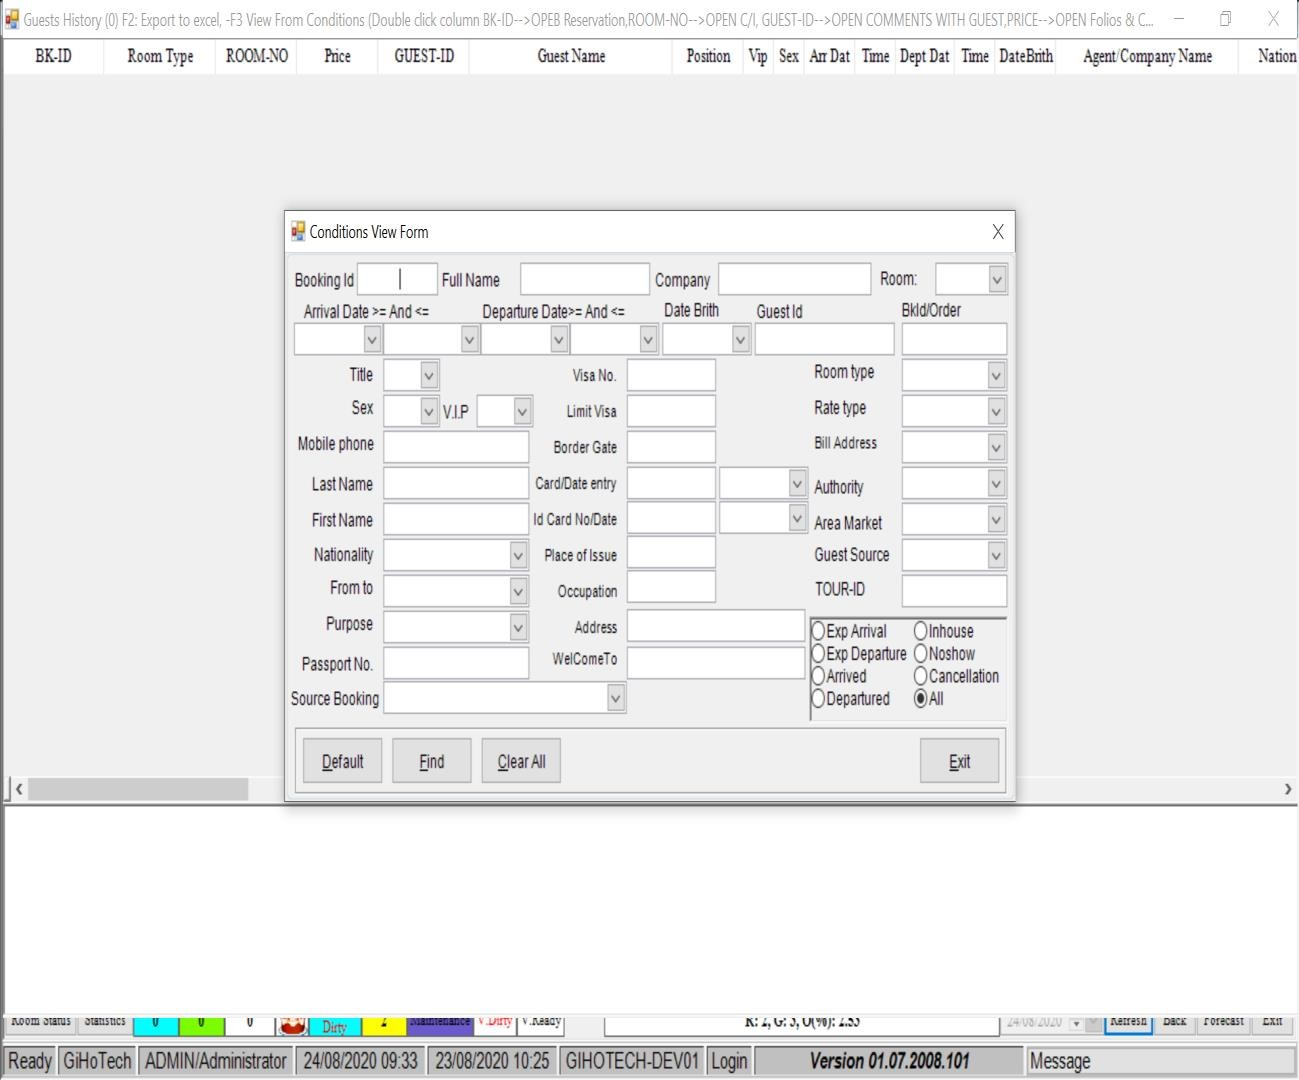 Guests History (0) F2: Export to excel, -F3 View From Conditions (Double click column BK-ID-->OPEB Reservation,ROOM-NO-->OPEN C/I, GUEST-ID-->OPEN COMMENTS WITH GUEST,PRICE-->OPEN Folios & C...
BK-ID Room Type ROOM-NO Price GUEST-ID Guest Name Position Vip Sex Arr Dat Time Dept Dat Time DateBrith Agent/Company Name Nation
Conditions View Form
Booking Id Full Name Company Room:
Arrival Date >= And <= Departure Date>= And <= Date Brith Guest Id BkId/Order
Title Visa No. Room type
Sex V.I.P Limit Visa Rate type
Mobile phone Border Gate Bill Address
Last Name Card/Date entry Authority
First Name Id Card No/Date Area Market
Nationality Place of Issue Guest Source
From to Occupation TOUR-ID
Purpose Address Exp Arrival Inhouse
Exp Departure Noshow
Passport No. WelComeTo Arrived Cancellation
Source Booking Departured All
Default Find Clear All Exit
Room Status Statistics 0 0 0 Dirty 2 Maintenance V.Dirty V.Ready R: 2, G: 3, O(%): 2.53 24/08/2020 Refresh Back Forecast Exit
Ready GiHoTech ADMIN/Administrator 24/08/2020 09:33 23/08/2020 10:25 GIHOTECH-DEV01 Login Version 01.07.2008.101 Message